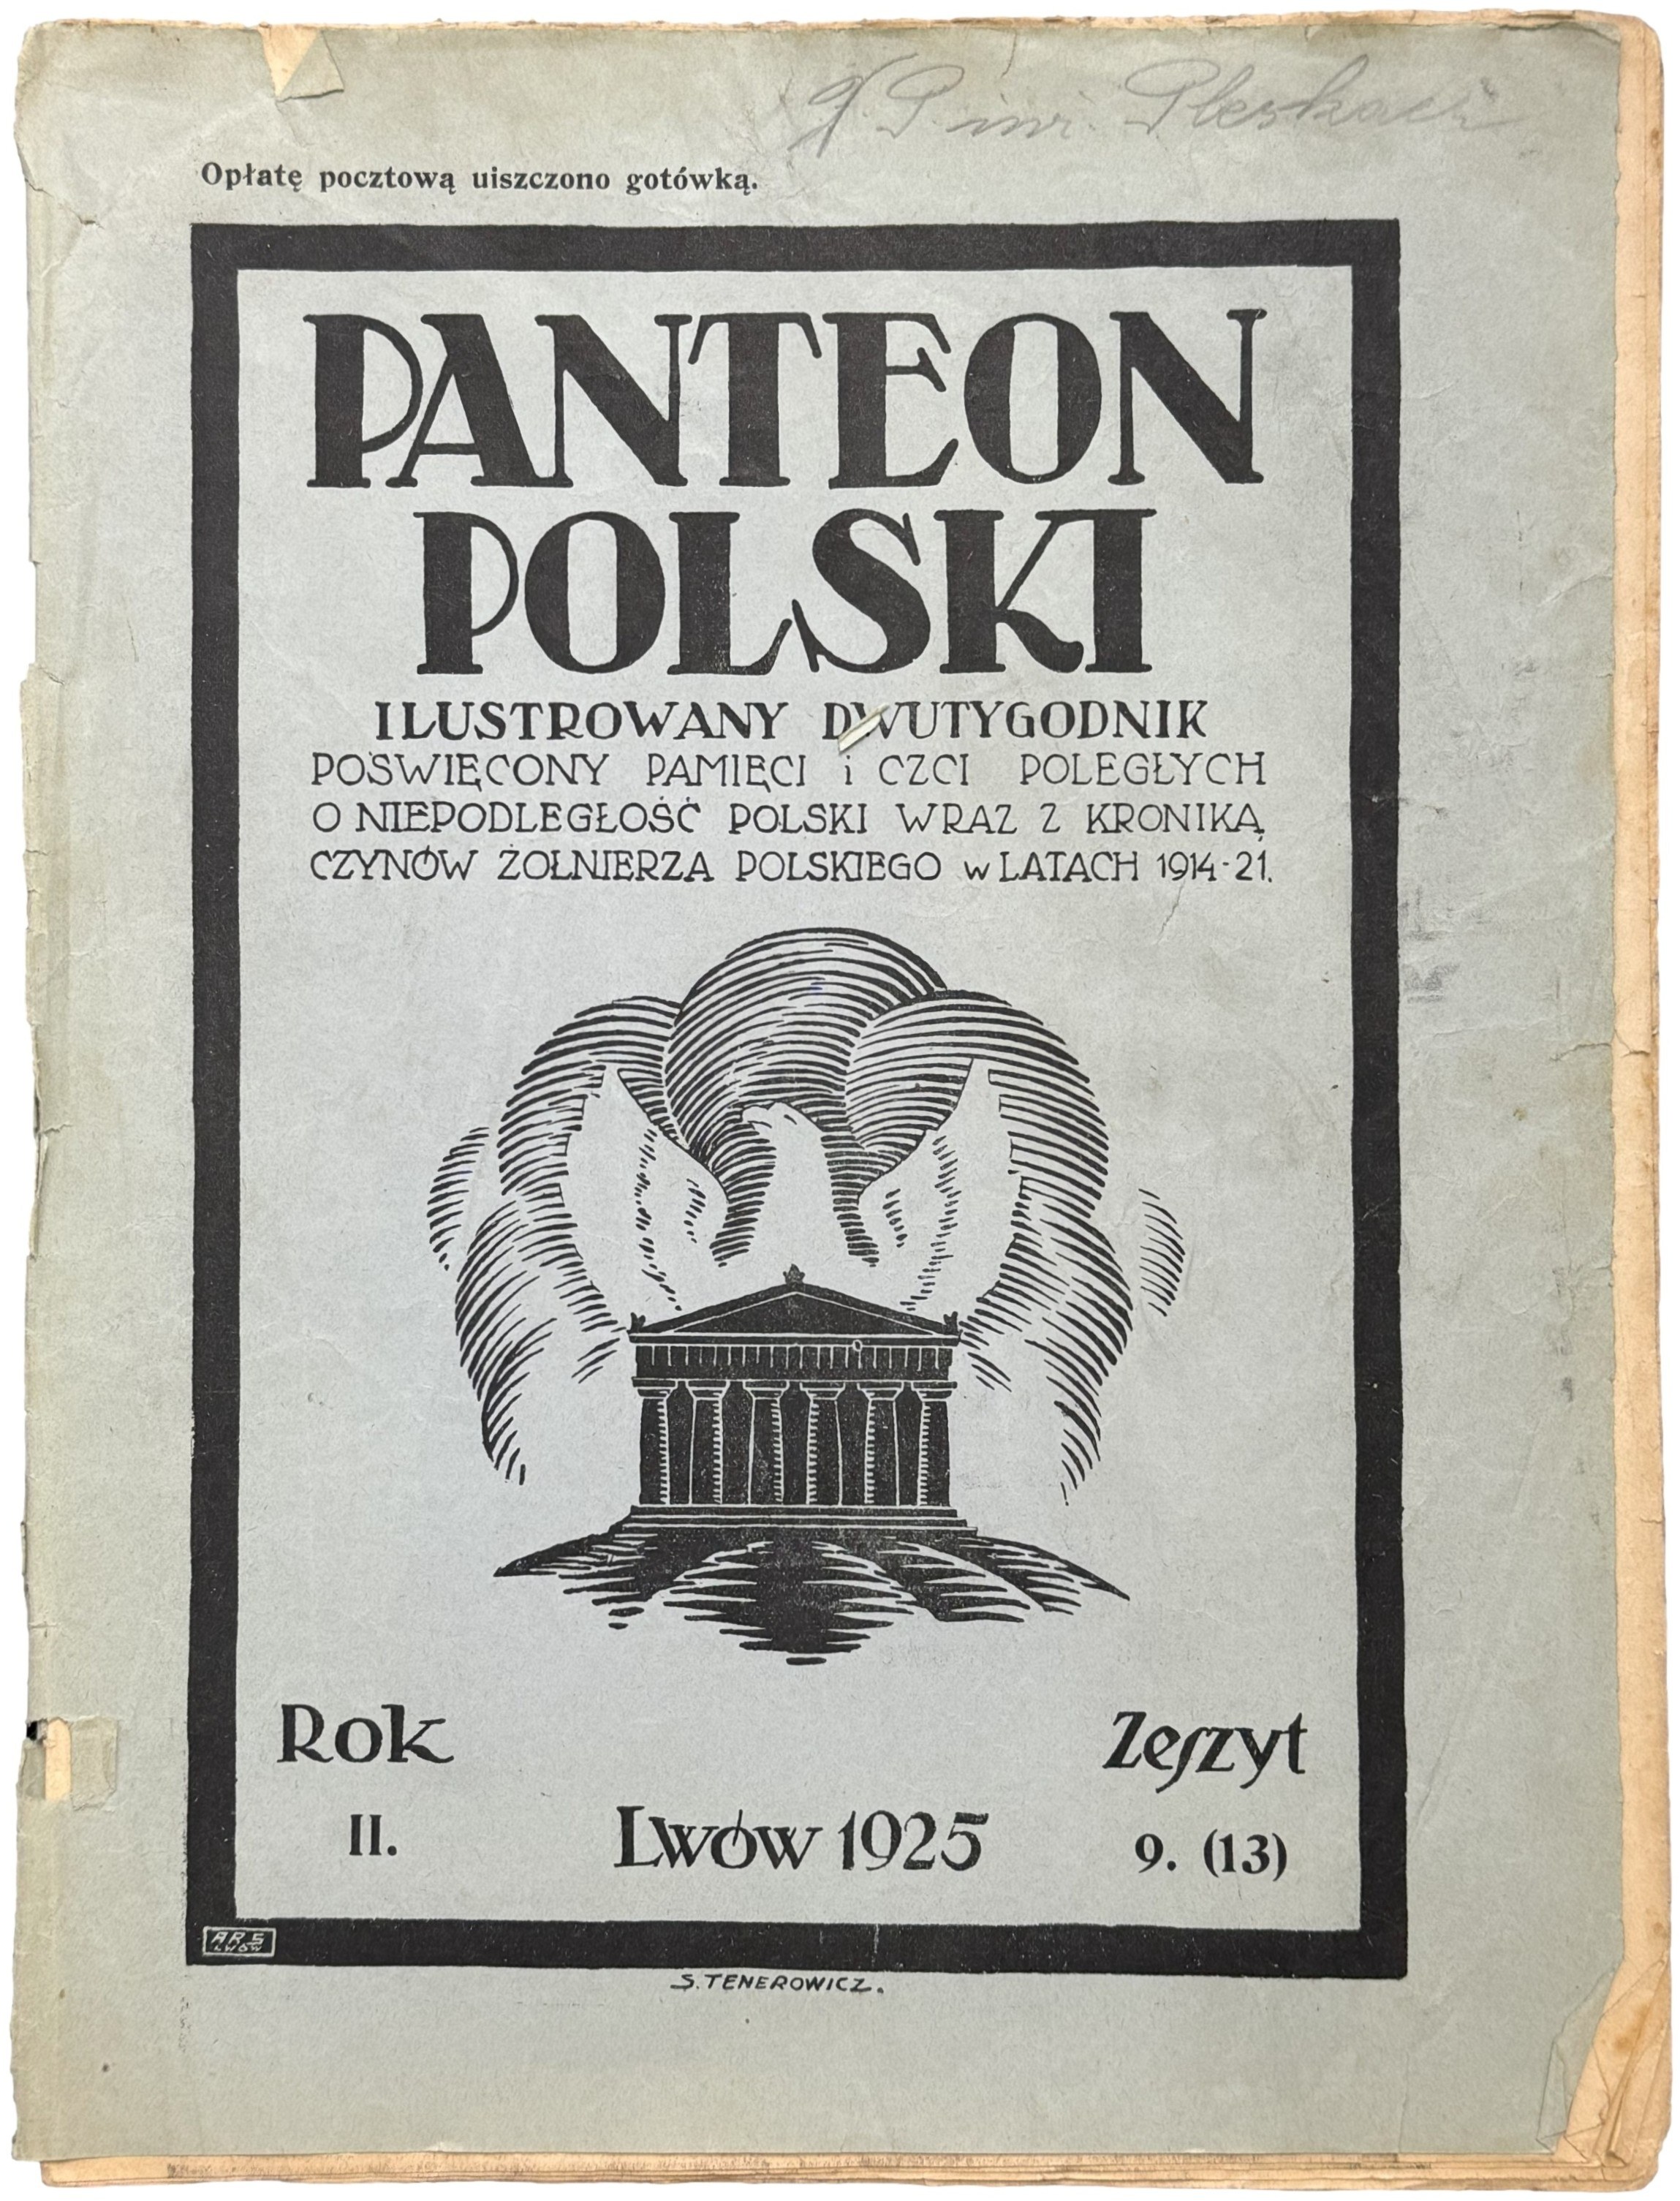 Opłatę pocztową uiszczono gotówką.
PANTEON
POLSKI
ILUSTROWANY DWUTYGODNIK
POŚWIĘCONY PAMIĘCI i CZCI POLEGŁYCH
O NIEPODLEGŁOŚĆ POLSKI WRAZ Z KRONIKĄ
CZYNÓW ŻOŁNIERZA POLSKIEGO w LATACH 1914-21.
Rok
Zeszyt
II.
Lwów 1925
9. (13)
ARS
LWÓW
S. TENEROWICZ.